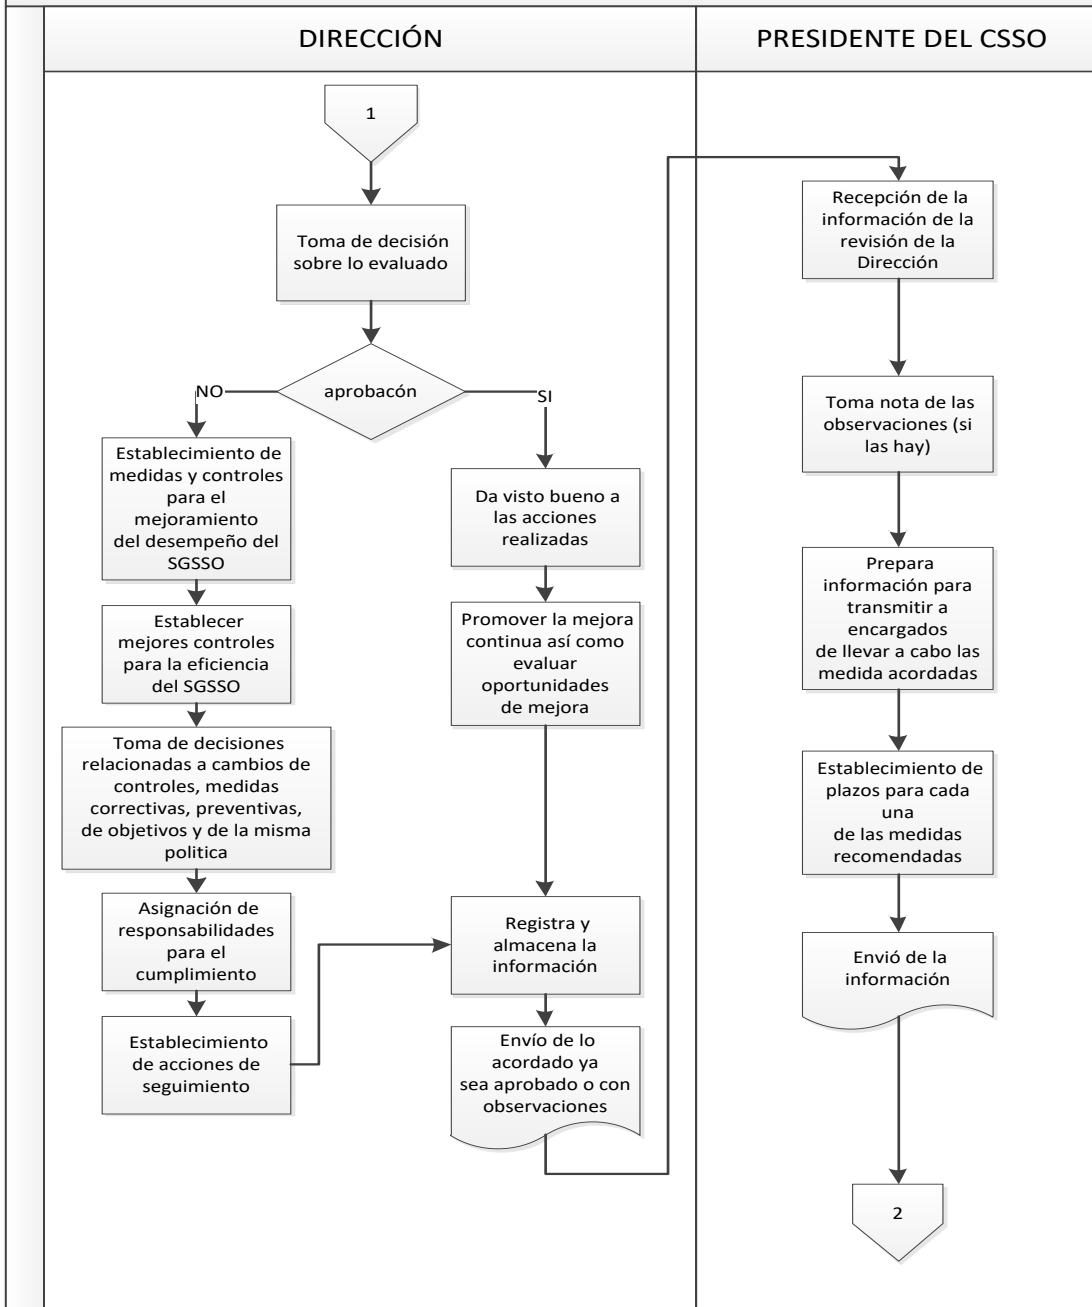 DIRECCIÓN
PRESIDENTE DEL CSSO
1
Toma de decisión
sobre lo evaluado
aprobacón
NO
SI
Establecimiento de
medidas y controles
para el
mejoramiento
del desempeño del
SGSSO
Establecer
mejores controles
para la eficiencia
del SGSSO
Toma de decisiones
relacionadas a cambios de
controles, medidas
correctivas, preventivas,
de objetivos y de la misma
politica
Asignación de
responsabilidades
para el
cumplimiento
Establecimiento
de acciones de
seguimiento
Da visto bueno a
las acciones
realizadas
Promover la mejora
continua así como
evaluar
oportunidades
de mejora
Registra y
almacena la
información
Envío de lo
acordado ya
sea aprobado o con
observaciones
Recepción de la
información de la
revisión de la
Dirección
Toma nota de las
observaciones (si
las hay)
Prepara
información para
transmitir a
encargados
de llevar a cabo las
medida acordadas
Establecimiento de
plazos para cada
una
de las medidas
recomendadas
Envió de la
información
2